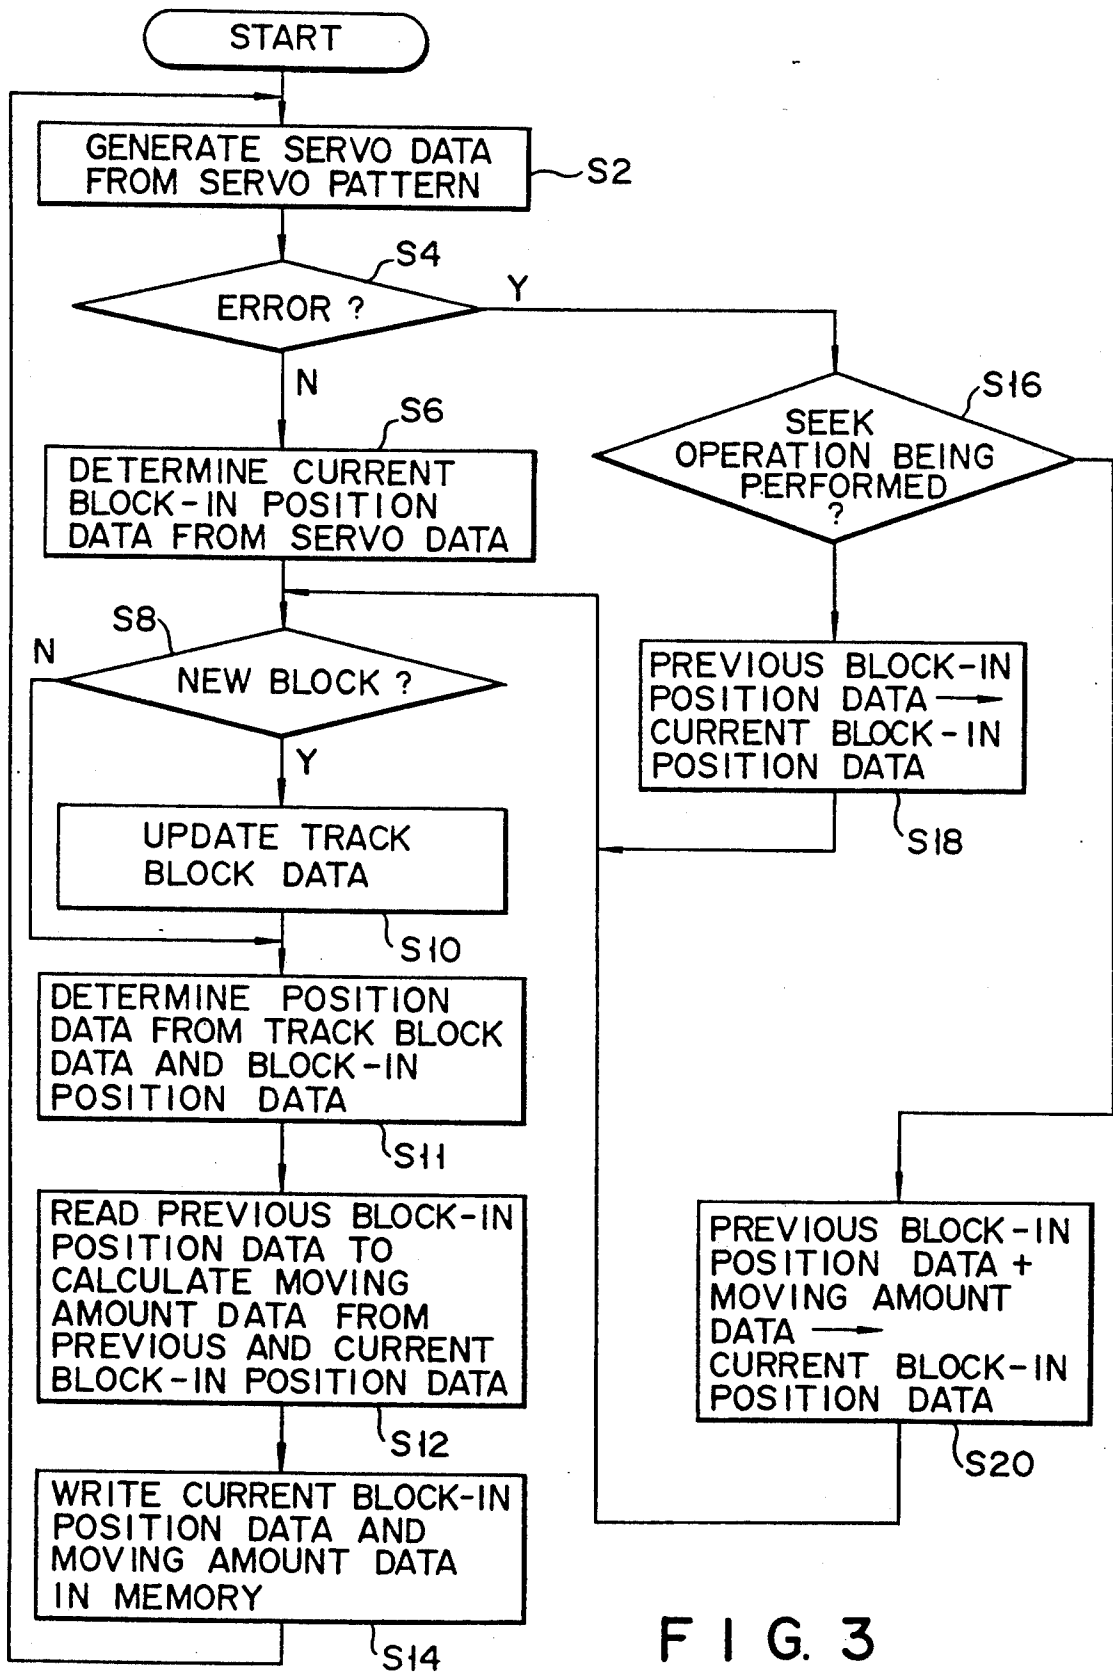 START
GENERATE SERVO DATA
FROM SERVO PATTERN
S2
S4
ERROR ?
Y
N
S6
DETERMINE CURRENT
BLOCK-IN POSITION
DATA FROM SERVO DATA
S8
N
NEW BLOCK ?
Y
UPDATE TRACK
BLOCK DATA
S10
DETERMINE POSITION
DATA FROM TRACK BLOCK
DATA AND BLOCK-IN
POSITION DATA
S11
READ PREVIOUS BLOCK-IN
POSITION DATA TO
CALCULATE MOVING
AMOUNT DATA FROM
PREVIOUS AND CURRENT
BLOCK-IN POSITION DATA
S12
WRITE CURRENT BLOCK-IN
POSITION DATA AND
MOVING AMOUNT DATA
IN MEMORY
S14
S16
SEEK
OPERATION BEING
PERFORMED
?
PREVIOUS BLOCK-IN
POSITION DATA →
CURRENT BLOCK-IN
POSITION DATA
S18
PREVIOUS BLOCK-IN
POSITION DATA +
MOVING AMOUNT
DATA →
CURRENT BLOCK-IN
POSITION DATA
S20
FIG. 3